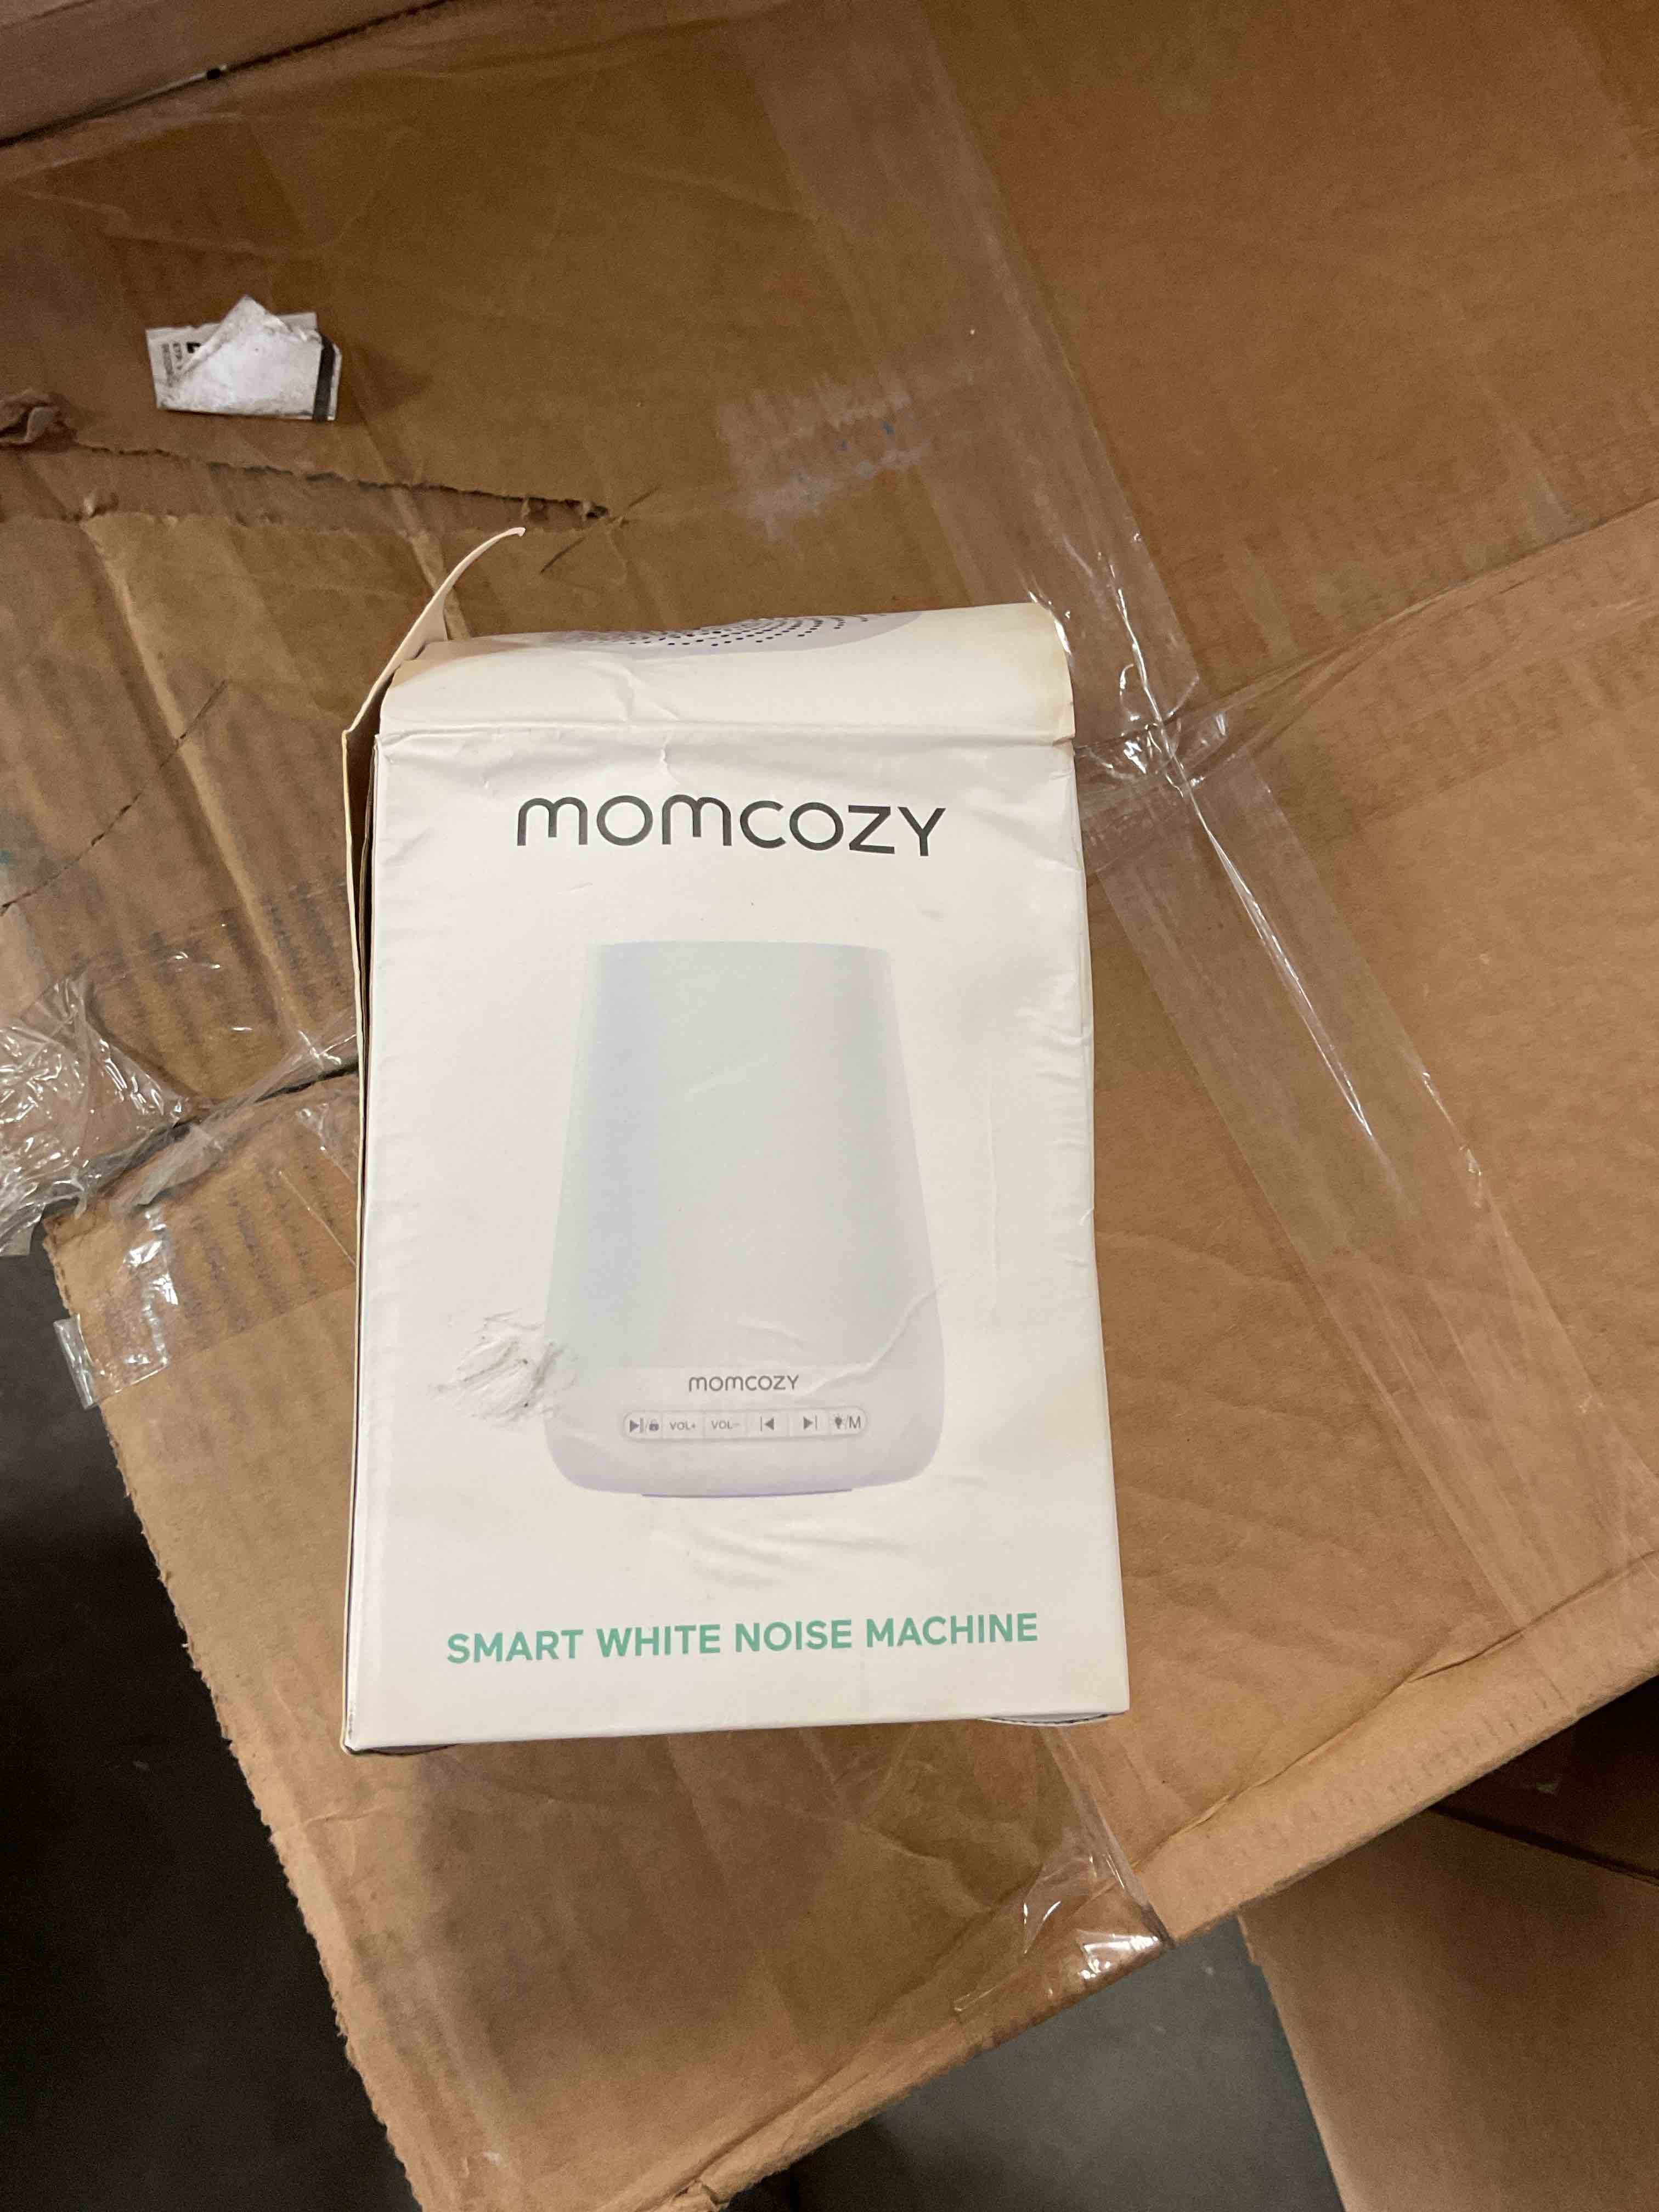 momcozy
momcozy
VOL+ VOL- M
SMART WHITE NOISE MACHINE